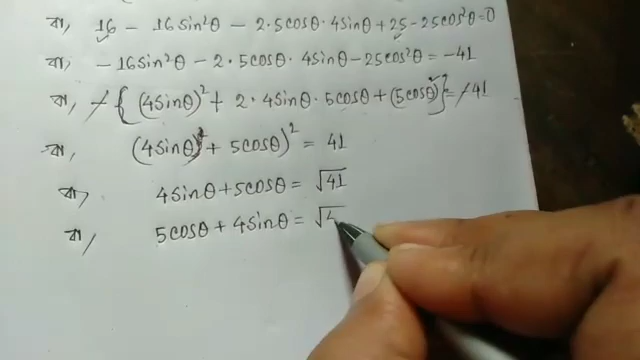 বা, 16 - 16sin²θ - 2·5cosθ·4sinθ + 25 - 25cos²θ = 0
বা, -16sin²θ - 2·5cosθ·4sinθ - 25cos²θ = -41
বা, -{(4sinθ)² + 2·4sinθ·5cosθ + (5cosθ)²} = -41
বা, (4sinθ + 5cosθ)² = 41
বা, 4sinθ + 5cosθ = √41
বা, 5cosθ + 4sinθ = √4